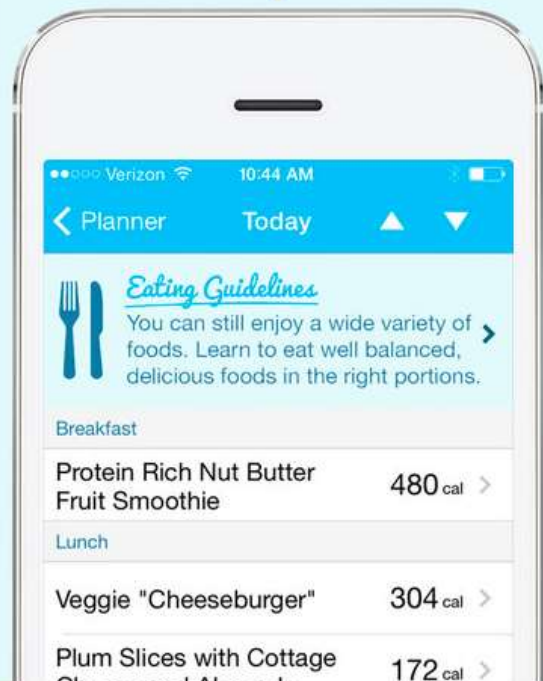 Verizon 10:44 AM
Planner Today
Eating Guidelines
You can still enjoy a wide variety of
foods. Learn to eat well balanced,
delicious foods in the right portions.
Breakfast
Protein Rich Nut Butter
Fruit Smoothie 480 cal
Lunch
Veggie "Cheeseburger" 304 cal
Plum Slices with Cottage
172 cal